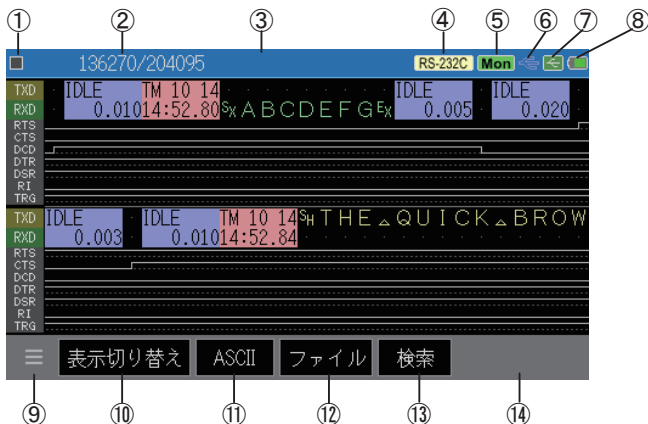 ① ② ③ ④ ⑤ ⑥ ⑦ ⑧
136270/204095 RS-232C Mon
TXD IDLE TM 10 14 IDLE IDLE
RXD 0.010 14:52.80 SX A B C D E F G EX 0.005 0.020
RTS
CTS
DCD
DTR
DSR
RI
TRG
TXD IDLE IDLE TM 10 14 SH T H E △ Q U I C K △ B R O W
RXD 0.003 0.010 14:52.84
RTS
CTS
DCD
DTR
DSR
RI
TRG
表示切り替え ASCII ファイル 検索
⑨ ⑩ ⑪ ⑫ ⑬ ⑭